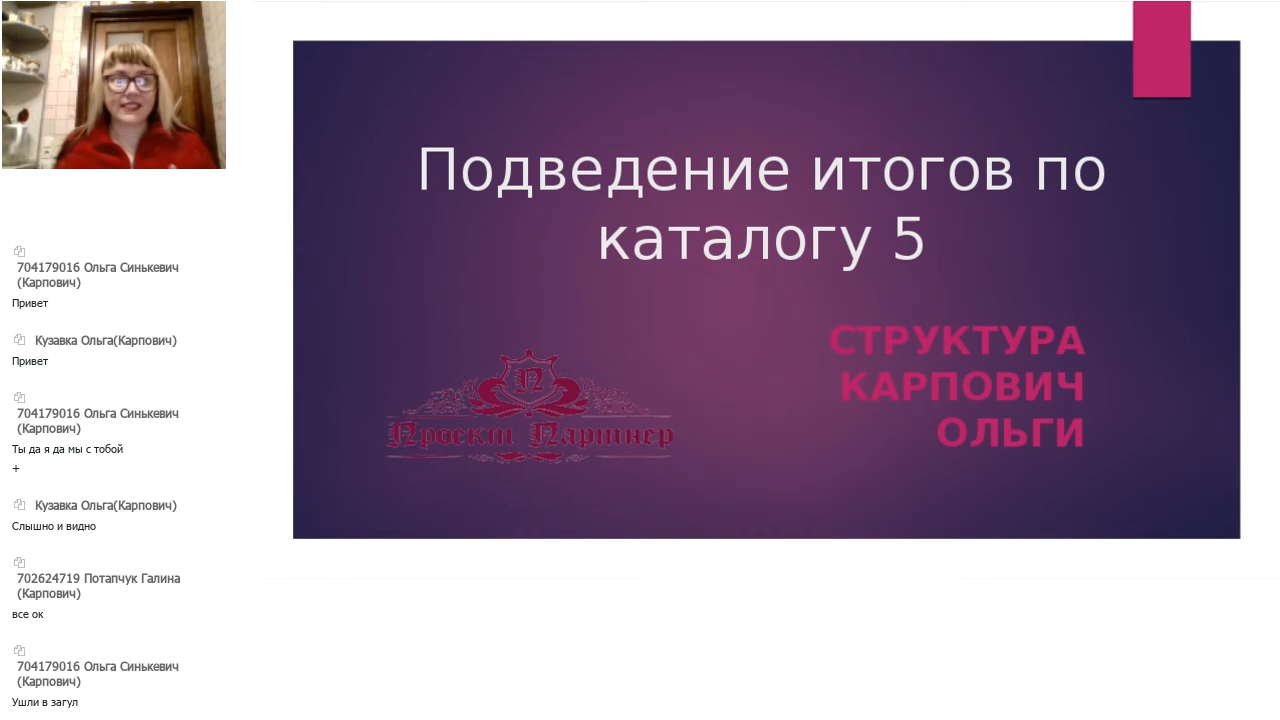 704179016 Ольга Синькевич
(Карпович)
Привет
Кузавка Ольга(Карпович)
Привет
704179016 Ольга Синькевич
(Карпович)
Ты да я да мы с тобой
+
Кузавка Ольга(Карпович)
Слышно и видно
702624719 Потапчук Галина
(Карпович)
все ок
704179016 Ольга Синькевич
(Карпович)
Ушли в загул
Подведение итогов по
каталогу 5
СТРУКТУРА
КАРПОВИЧ
ОЛЬГИ
П
Проект Партнер